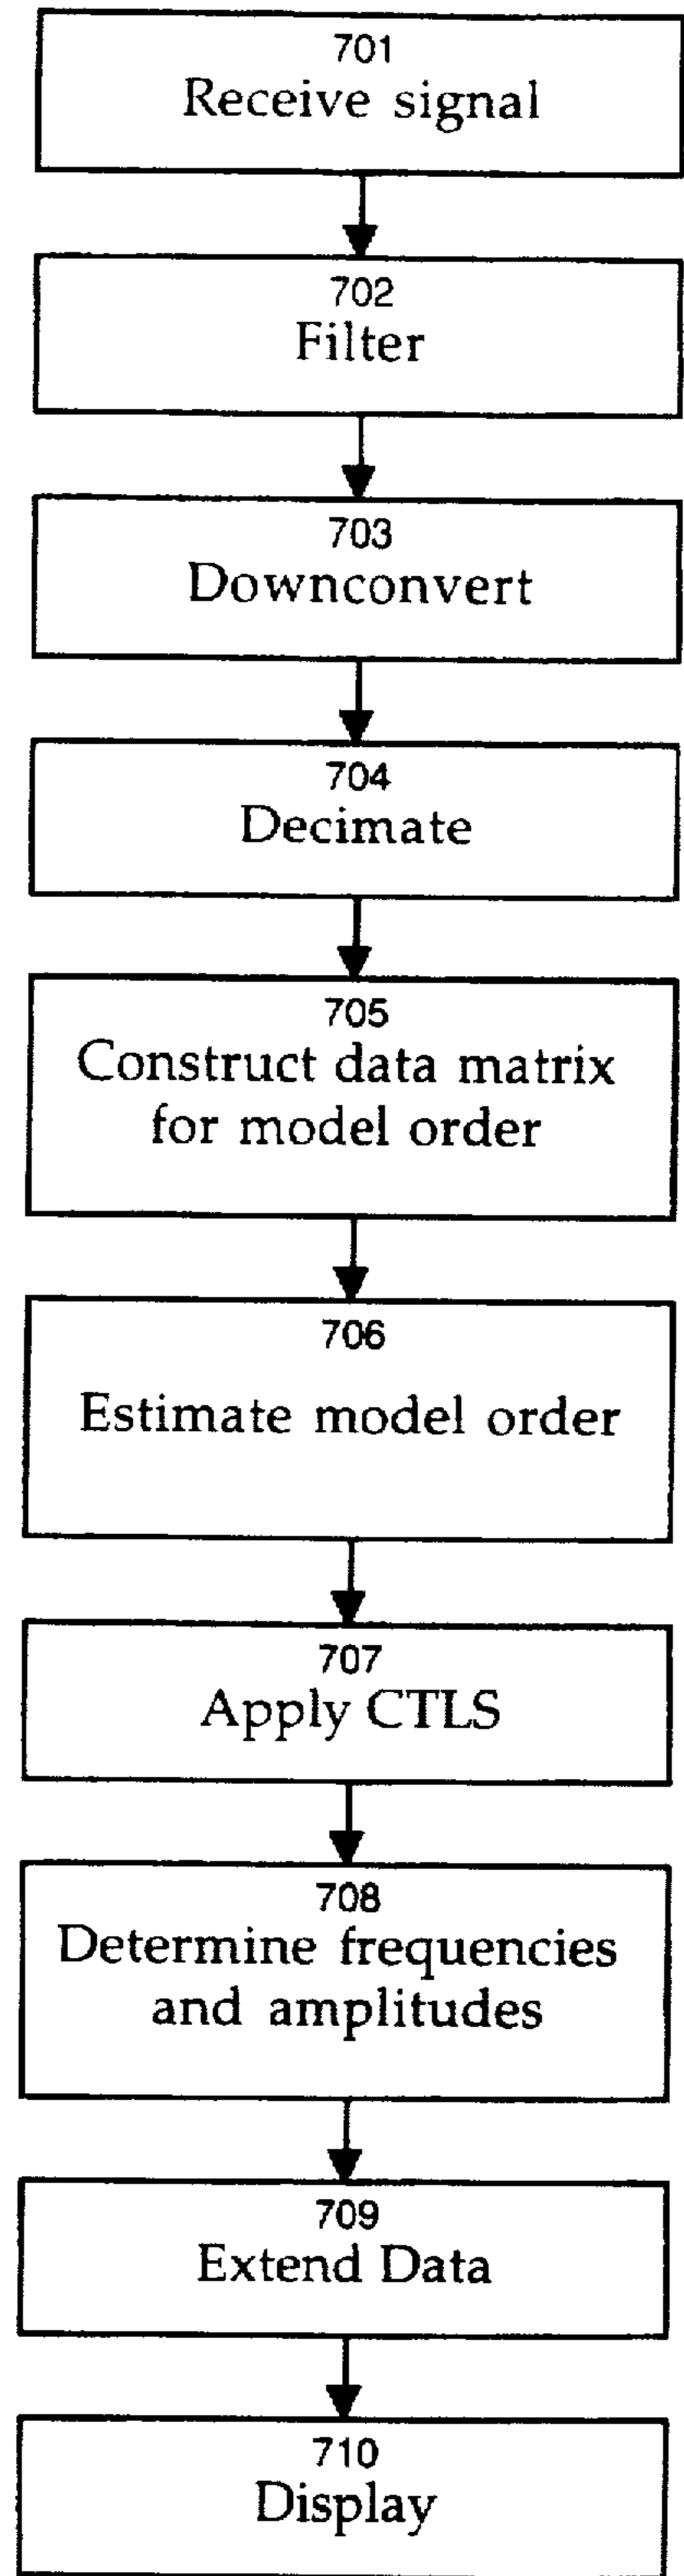 701
Receive signal
702
Filter
703
Downconvert
704
Decimate
705
Construct data matrix
for model order
706
Estimate model order
707
Apply CTLS
708
Determine frequencies
and amplitudes
709
Extend Data
710
Display